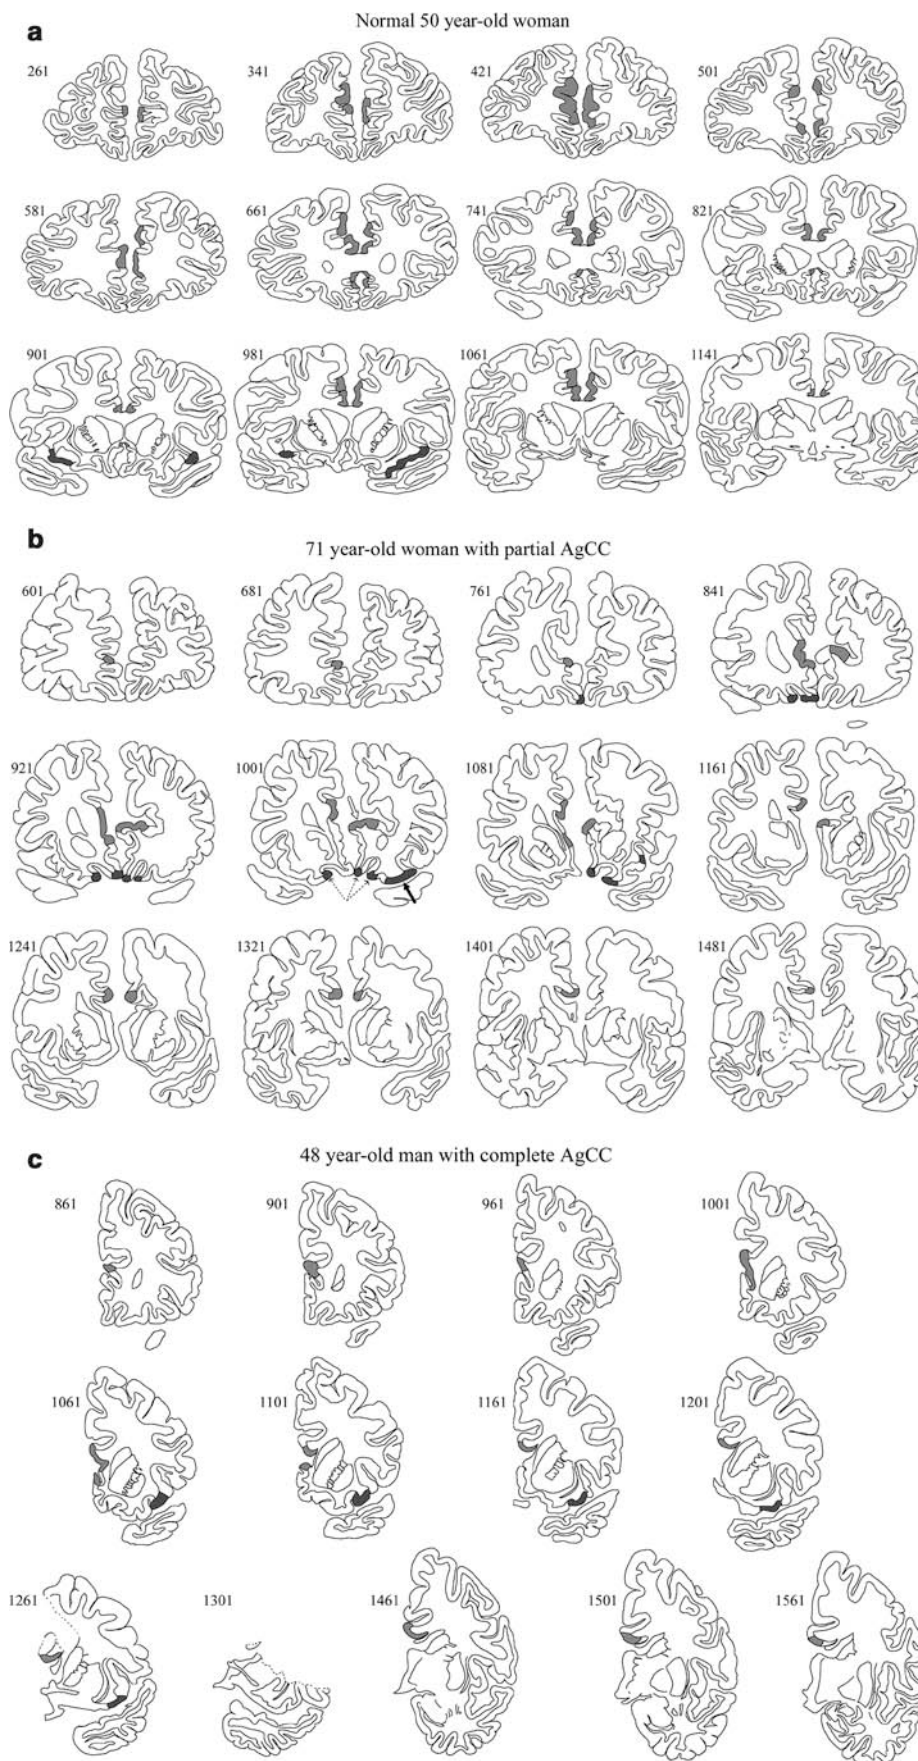 a
Normal 50 year-old woman
261 341 421 501
581 661 741 821
901 981 1061 1141
b
71 year-old woman with partial AgCC
601 681 761 841
921 1001 1081 1161
1241 1321 1401 1481
c
48 year-old man with complete AgCC
861 901 961 1001
1061 1101 1161 1201
1261 1301 1461 1501 1561